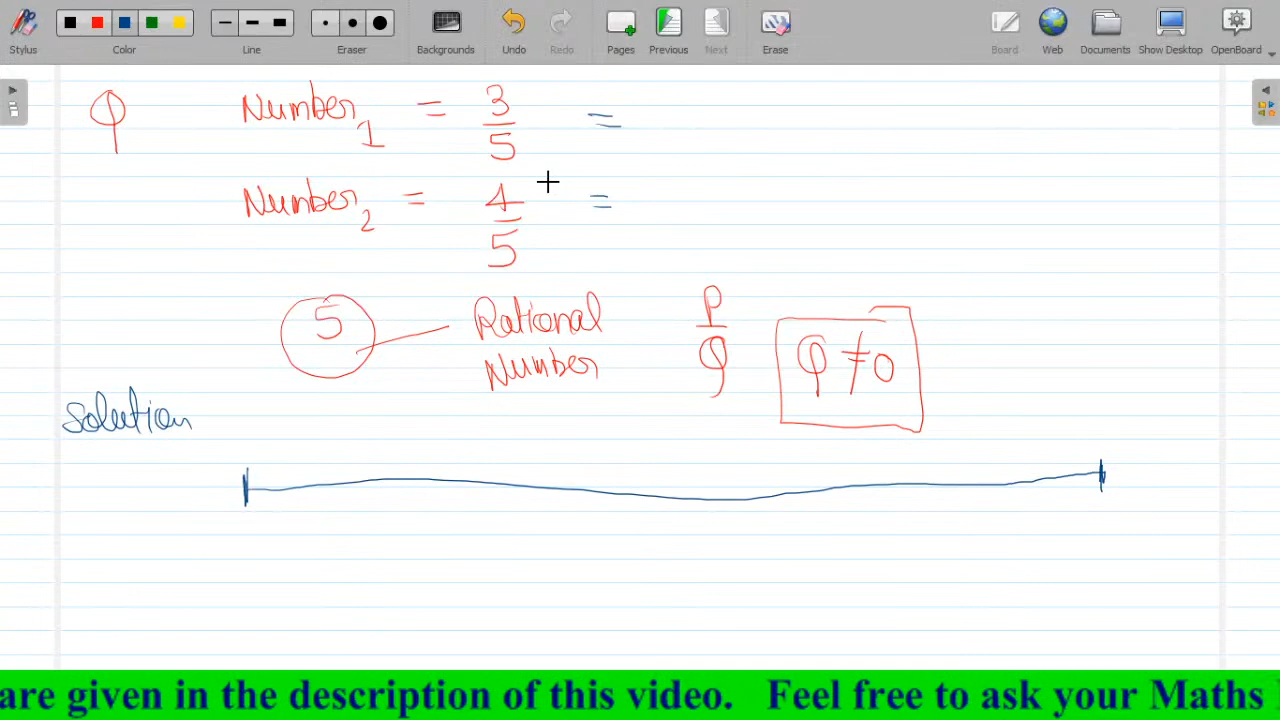 Stylus Color Line Eraser Backgrounds Undo Redo Pages Previous Next Erase Board Web Documents Show Desktop OpenBoard
Q Number1 = 3/5 =
Number2 = 4/5 =
5 Rational Number P/Q Q ≠ 0
Solution
are given in the description of this video. Feel free to ask your Maths